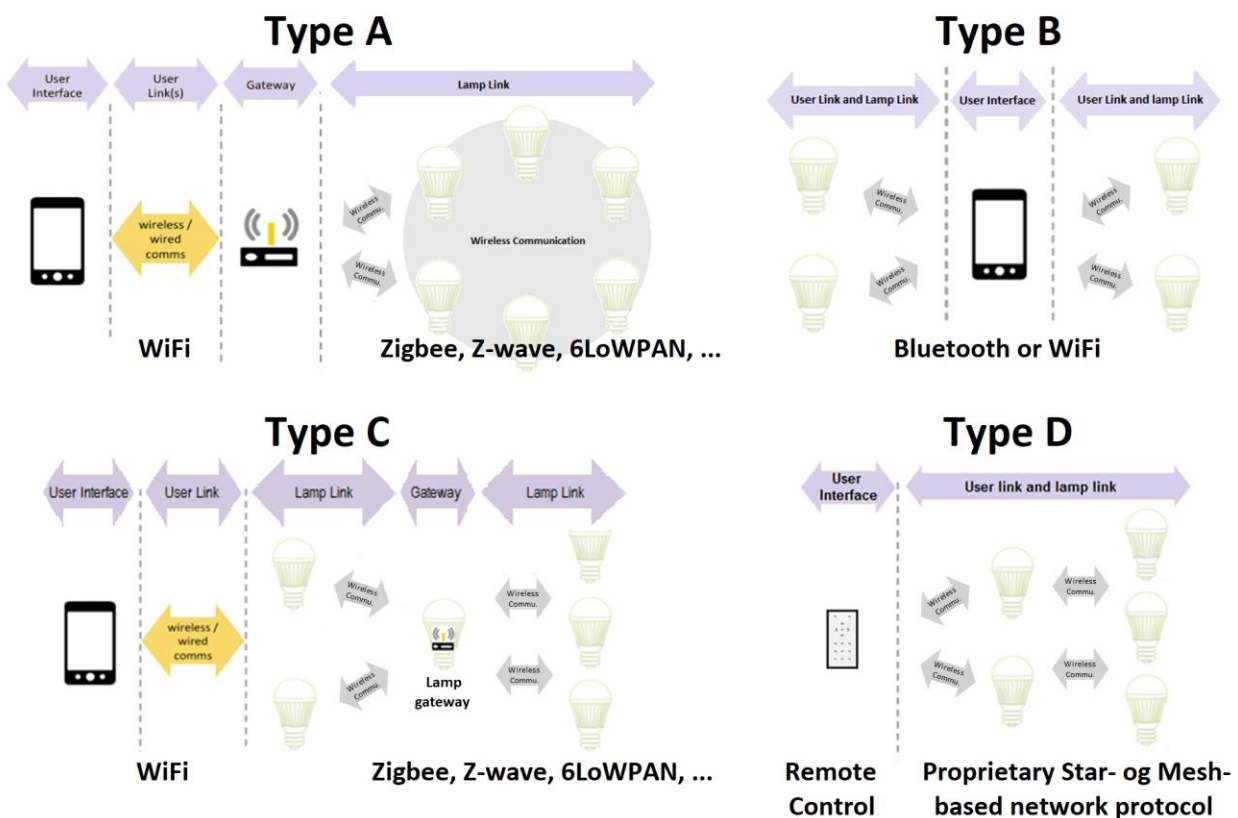 Type A
User
Interface
User
Link(s)
Gateway
Lamp Link
wireless /
wired
comms
Wireless
Commu.
Wireless
Commu.
Wireless Communication
WiFi
Zigbee, Z-wave, 6LoWPAN, ...
Type B
User Link and Lamp Link
User Interface
User Link and lamp Link
Wireless
Commu.
Wireless
Commu.
Wireless
Commu.
Wireless
Commu.
Bluetooth or WiFi
Type C
User Interface
User Link
Lamp Link
Gateway
Lamp Link
wireless /
wired
comms
Wireless
Commu.
Wireless
Commu.
Wireless
Commu.
Wireless
Commu.
Lamp
gateway
WiFi
Zigbee, Z-wave, 6LoWPAN, ...
Type D
User
Interface
User link and lamp link
Wireless
Commu.
Wireless
Commu.
Wireless
Commu.
Wireless
Commu.
Remote
Control
Proprietary Star- og Mesh-
based network protocol